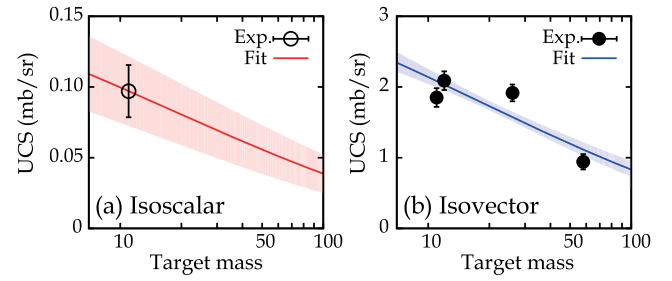 0.15
0.10
0.05
0
UCS (mb/sr)
Exp.
Fit
(a) Isoscalar
10
50
100
Target mass
3
2
1
0
UCS (mb/sr)
Exp.
Fit
(b) Isovector
10
50
100
Target mass